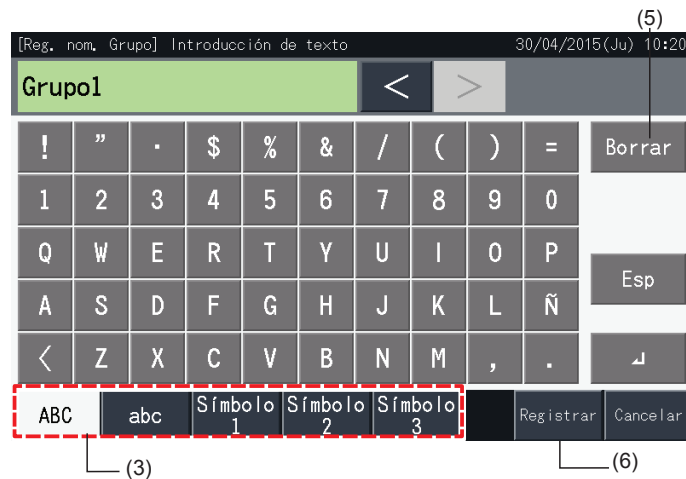 (5)
[Reg. nom. Grupo] Introducción de texto 30/04/2015(Ju) 10:20
Grupo1 < >
! " · $ % & / ( ) = Borrar
1 2 3 4 5 6 7 8 9 0
Q W E R T Y U I O P
Esp
A S D F G H J K L Ñ
< Z X C V B N M , . ↵
ABC abc Símbolo 1 Símbolo 2 Símbolo 3 Registrar Cancelar
(3) (6)